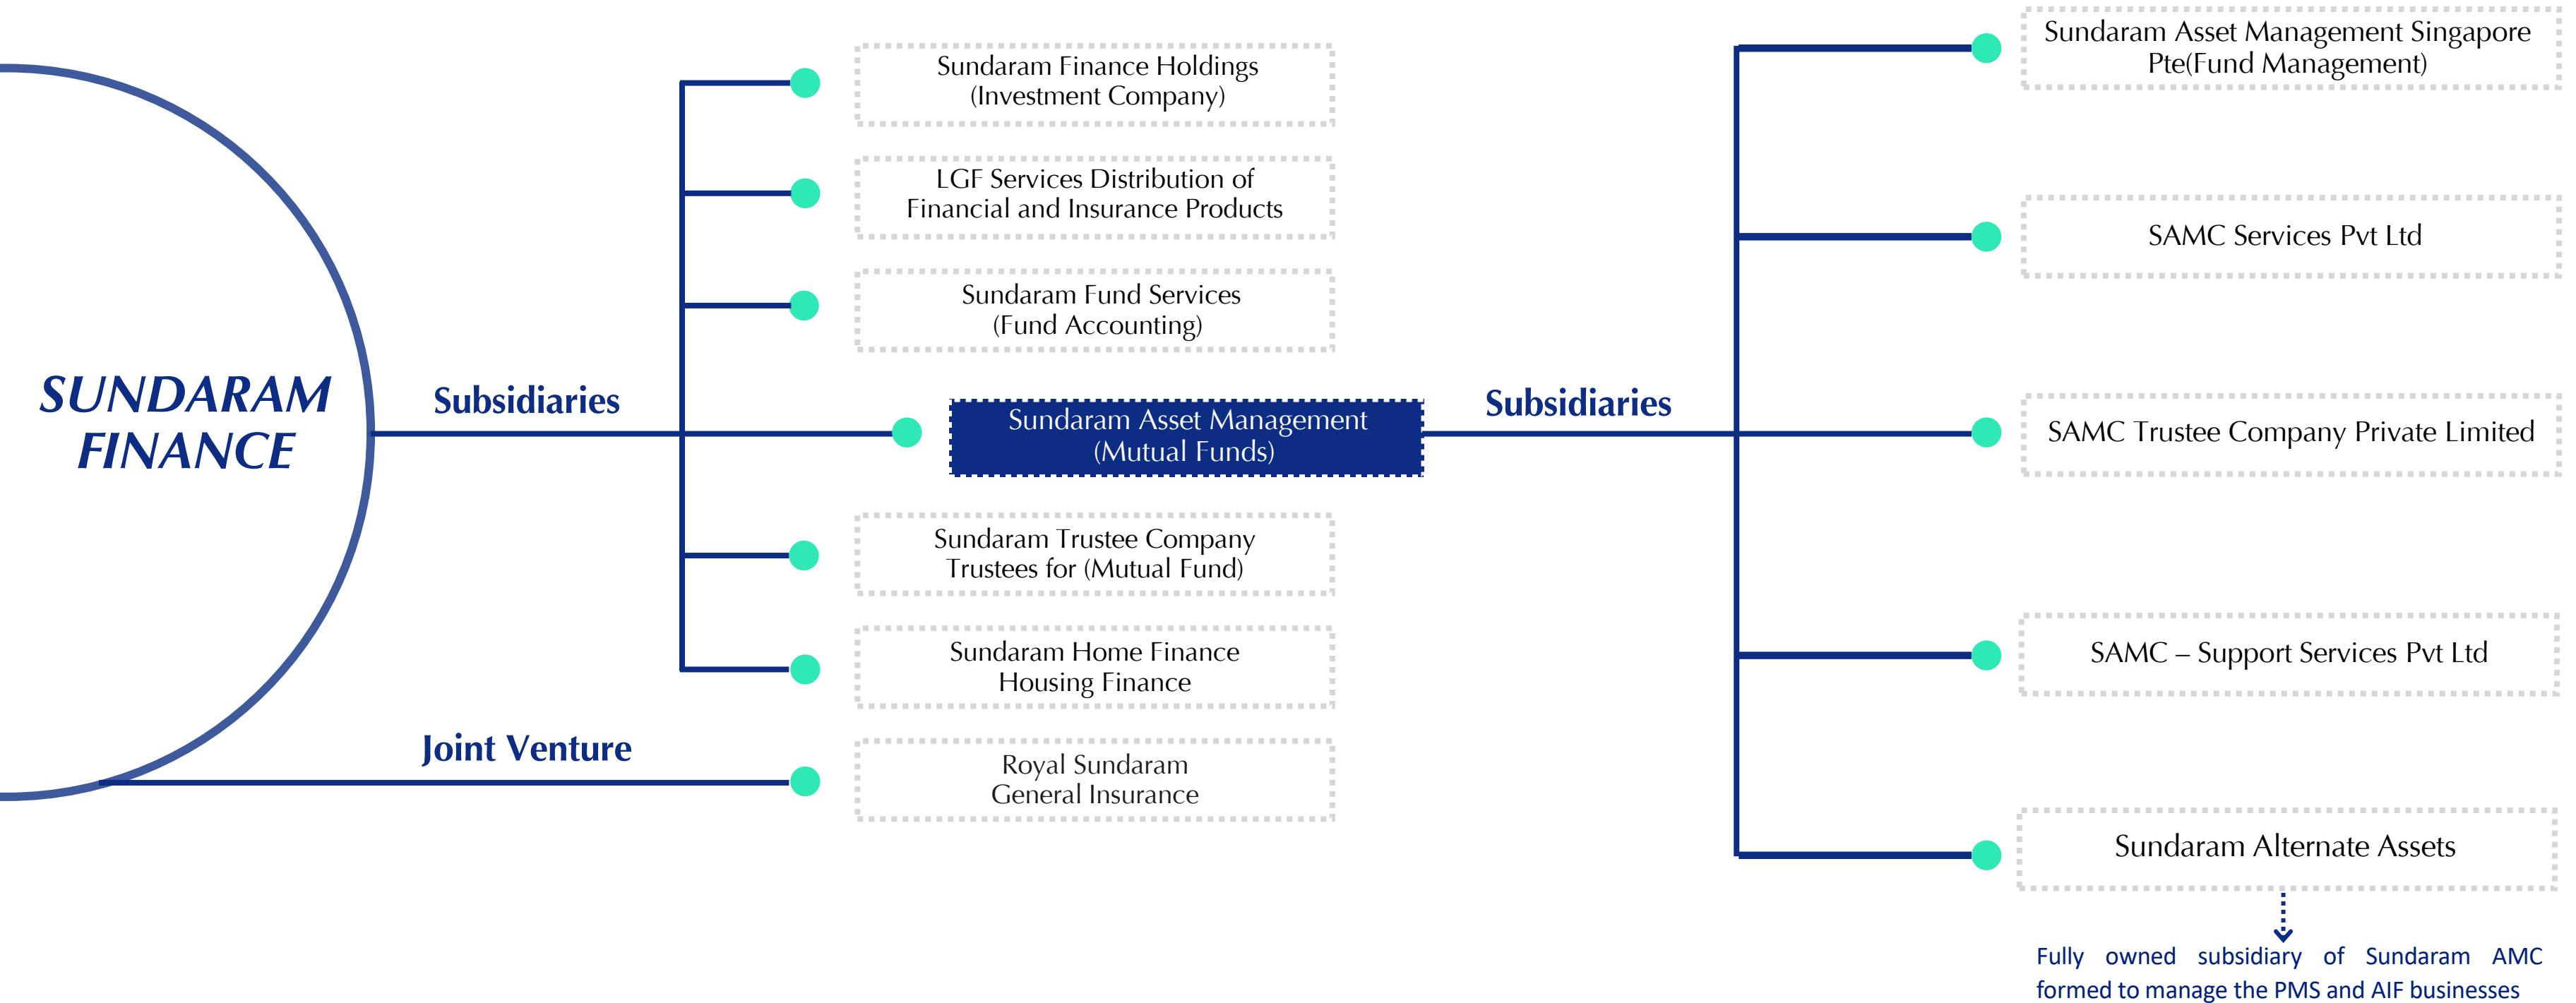 SUNDARAM
FINANCE
Subsidiaries
Sundaram Finance Holdings
(Investment Company)
LGF Services Distribution of
Financial and Insurance Products
Sundaram Fund Services
(Fund Accounting)
Sundaram Asset Management
(Mutual Funds)
Sundaram Trustee Company
Trustees for (Mutual Fund)
Sundaram Home Finance
Housing Finance
Joint Venture
Royal Sundaram
General Insurance
Subsidiaries
Sundaram Asset Management Singapore
Pte(Fund Management)
SAMC Services Pvt Ltd
SAMC Trustee Company Private Limited
SAMC – Support Services Pvt Ltd
Sundaram Alternate Assets
Fully owned subsidiary of Sundaram AMC
formed to manage the PMS and AIF businesses